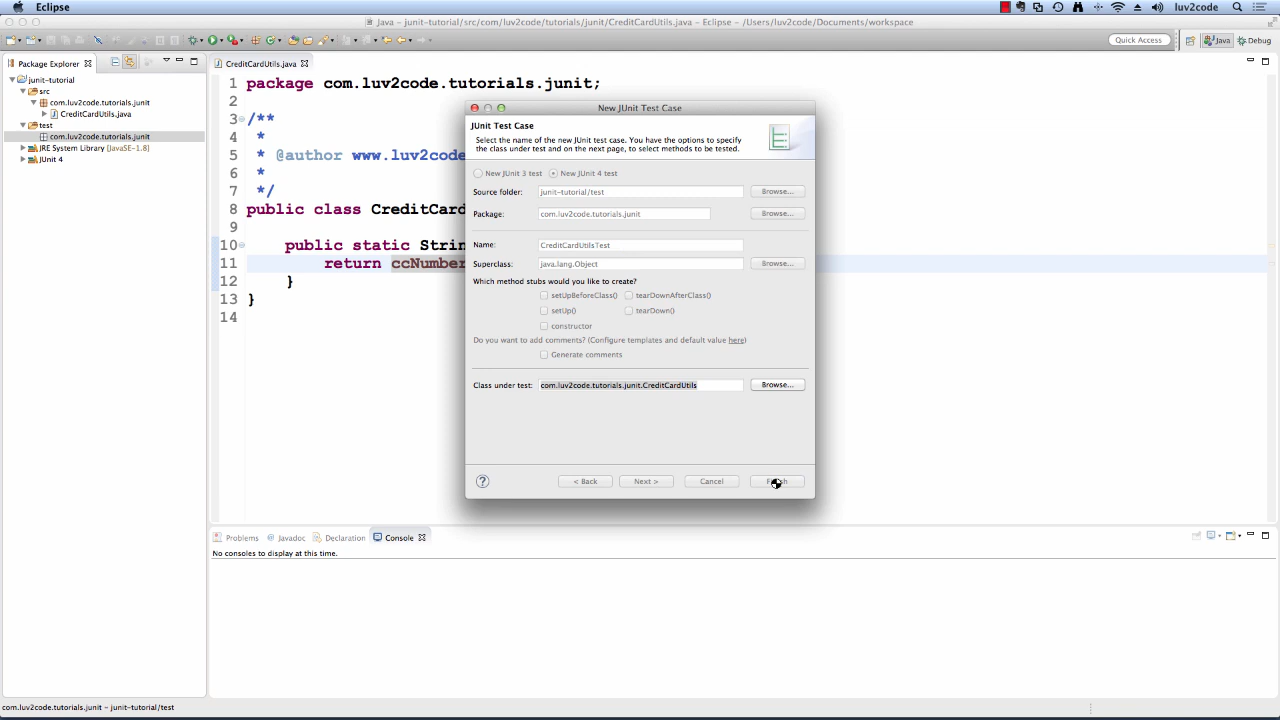 Eclipse
luv2code
Java - junit-tutorial/src/com/luv2code/tutorials/junit/CreditCardUtils.java - Eclipse - /Users/luv2code/Documents/workspace
Quick Access
Java
Debug
Package Explorer
CreditCardUtils.java
junit-tutorial
src
com.luv2code.tutorials.junit
CreditCardUtils.java
test
com.luv2code.tutorials.junit
JRE System Library [JavaSE-1.8]
JUnit 4
1 package com.luv2code.tutorials.junit;
2
3 /**
4 *
5 * @author www.luv2code
6 *
7 */
8 public class CreditCard
9
10 public static Strin
11 return ccNumber
12 }
13 }
14
New JUnit Test Case
JUnit Test Case
Select the name of the new JUnit test case. You have the options to specify
the class under test and on the next page, to select methods to be tested.
New JUnit 3 test New JUnit 4 test
Source folder: junit-tutorial/test Browse...
Package: com.luv2code.tutorials.junit Browse...
Name: CreditCardUtilsTest
Superclass: java.lang.Object Browse...
Which method stubs would you like to create?
setUpBeforeClass() tearDownAfterClass()
setUp() tearDown()
constructor
Do you want to add comments? (Configure templates and default value here)
Generate comments
Class under test: com.luv2code.tutorials.junit.CreditCardUtils Browse...
? < Back Next > Cancel
Problems Javadoc Declaration Console
No consoles to display at this time.
com.luv2code.tutorials.junit - junit-tutorial/test